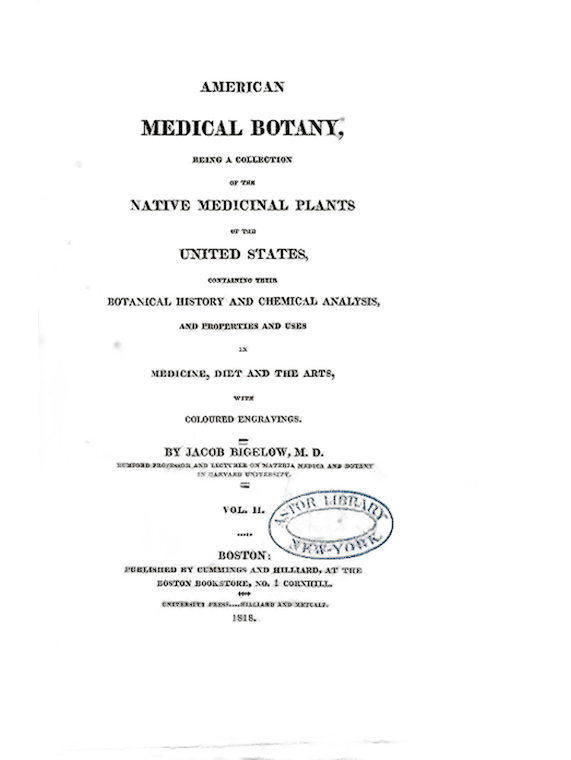 AMERICAN
MEDICAL BOTANY,
BEING A COLLECTION
OF THE
NATIVE MEDICINAL PLANTS
OF THE
UNITED STATES,
CONTAINING THEIR
BOTANICAL HISTORY AND CHEMICAL ANALYSIS,
AND PROPERTIES AND USES
IN
MEDICINE, DIET AND THE ARTS,
WITH
COLOURED ENGRAVINGS.
BY JACOB BIGELOW, M. D.
RUMFORD PROFESSOR AND LECTURER ON MATERIA MEDICA AND BOTANY
IN HARVARD UNIVERSITY.
VOL. II.
ASTOR LIBRARY
NEW-YORK
BOSTON:
PUBLISHED BY CUMMINGS AND HILLIARD, AT THE
BOSTON BOOKSTORE, NO. 1 CORNHILL.
UNIVERSITY PRESS....HILLIARD AND METCALF.
1818.